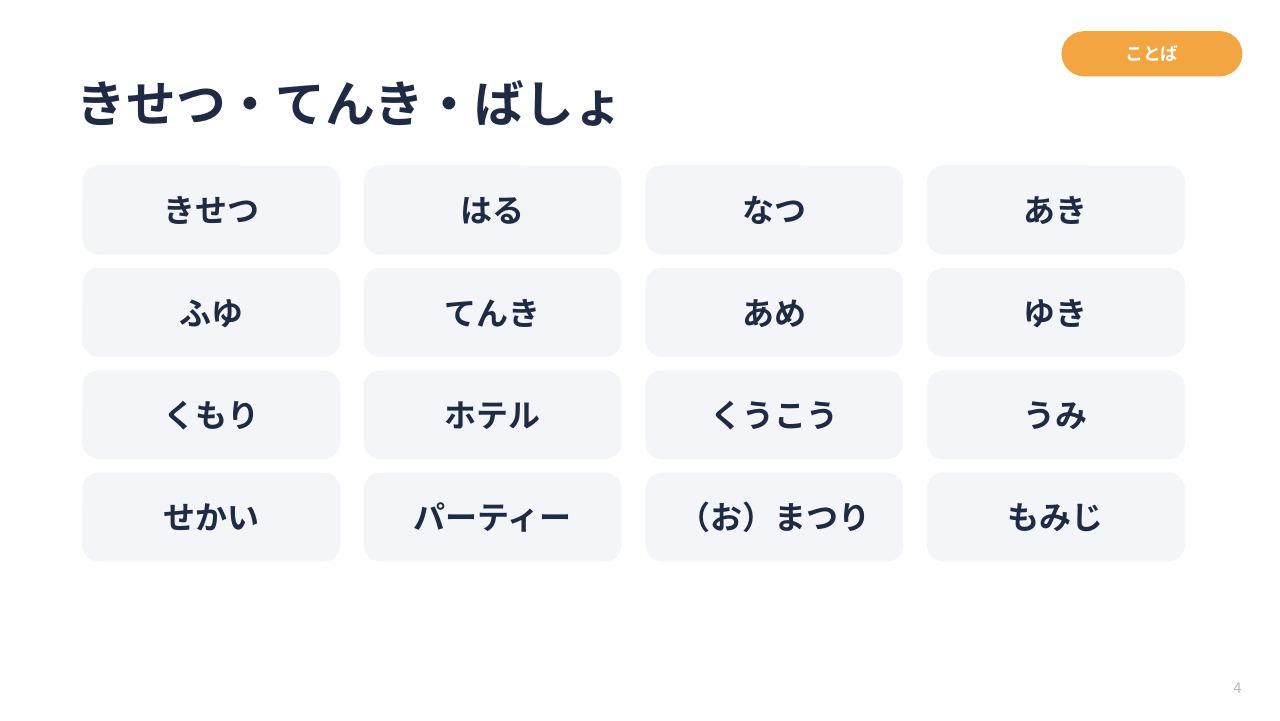 ことば
きせつ・てんき・ばしょ
きせつ
はる
なつ
あき
ふゆ
てんき
あめ
ゆき
くもり
ホテル
くうこう
うみ
せかい
パーティー
（お）まつり
もみじ
4